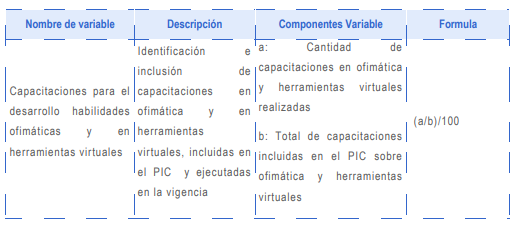 Nombre de variable
Descripción
Componentes Variable
Formula
Capacitaciones para el
desarrollo habilidades
ofimáticas y en
herramientas virtuales
Identificación e
inclusión de
capacitaciones en
ofimática y en
herramientas
virtuales, incluidas en
el PIC y ejecutadas
en la vigencia
a: Cantidad de
capacitaciones en ofimática
y herramientas virtuales
realizadas
b: Total de capacitaciones
incluidas en el PIC sobre
ofimática y herramientas
virtuales
(a/b)/100